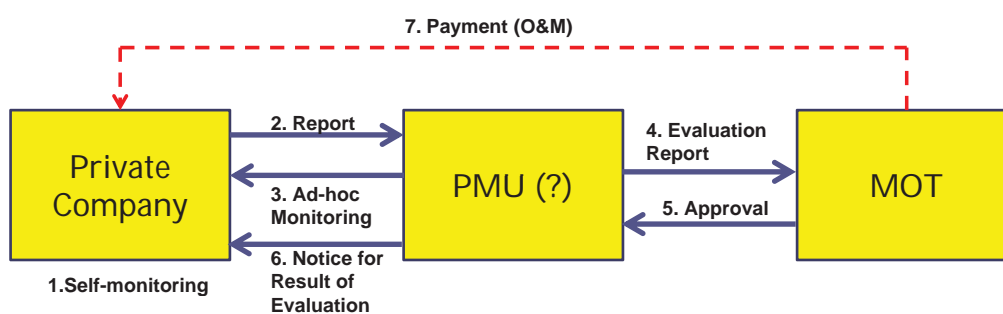 7. Payment (O&M)
Private
Company
2. Report
3. Ad-hoc
Monitoring
6. Notice for
Result of
Evaluation
1.Self-monitoring
PMU (?)
4. Evaluation
Report
5. Approval
MOT